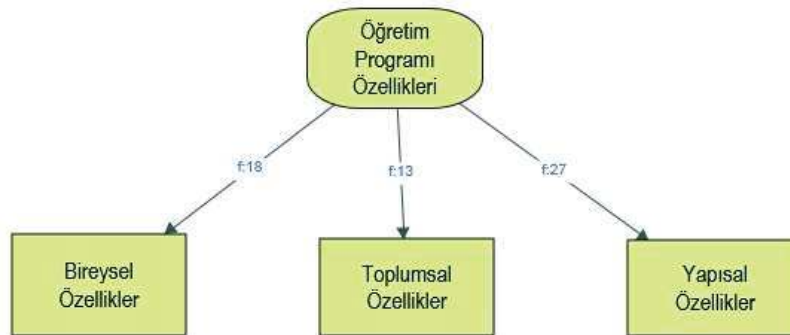 Öğretim
Programı
Özellikleri
f:18
f:13
f:27
Bireysel
Özellikler
Toplumsal
Özellikler
Yapısal
Özellikler